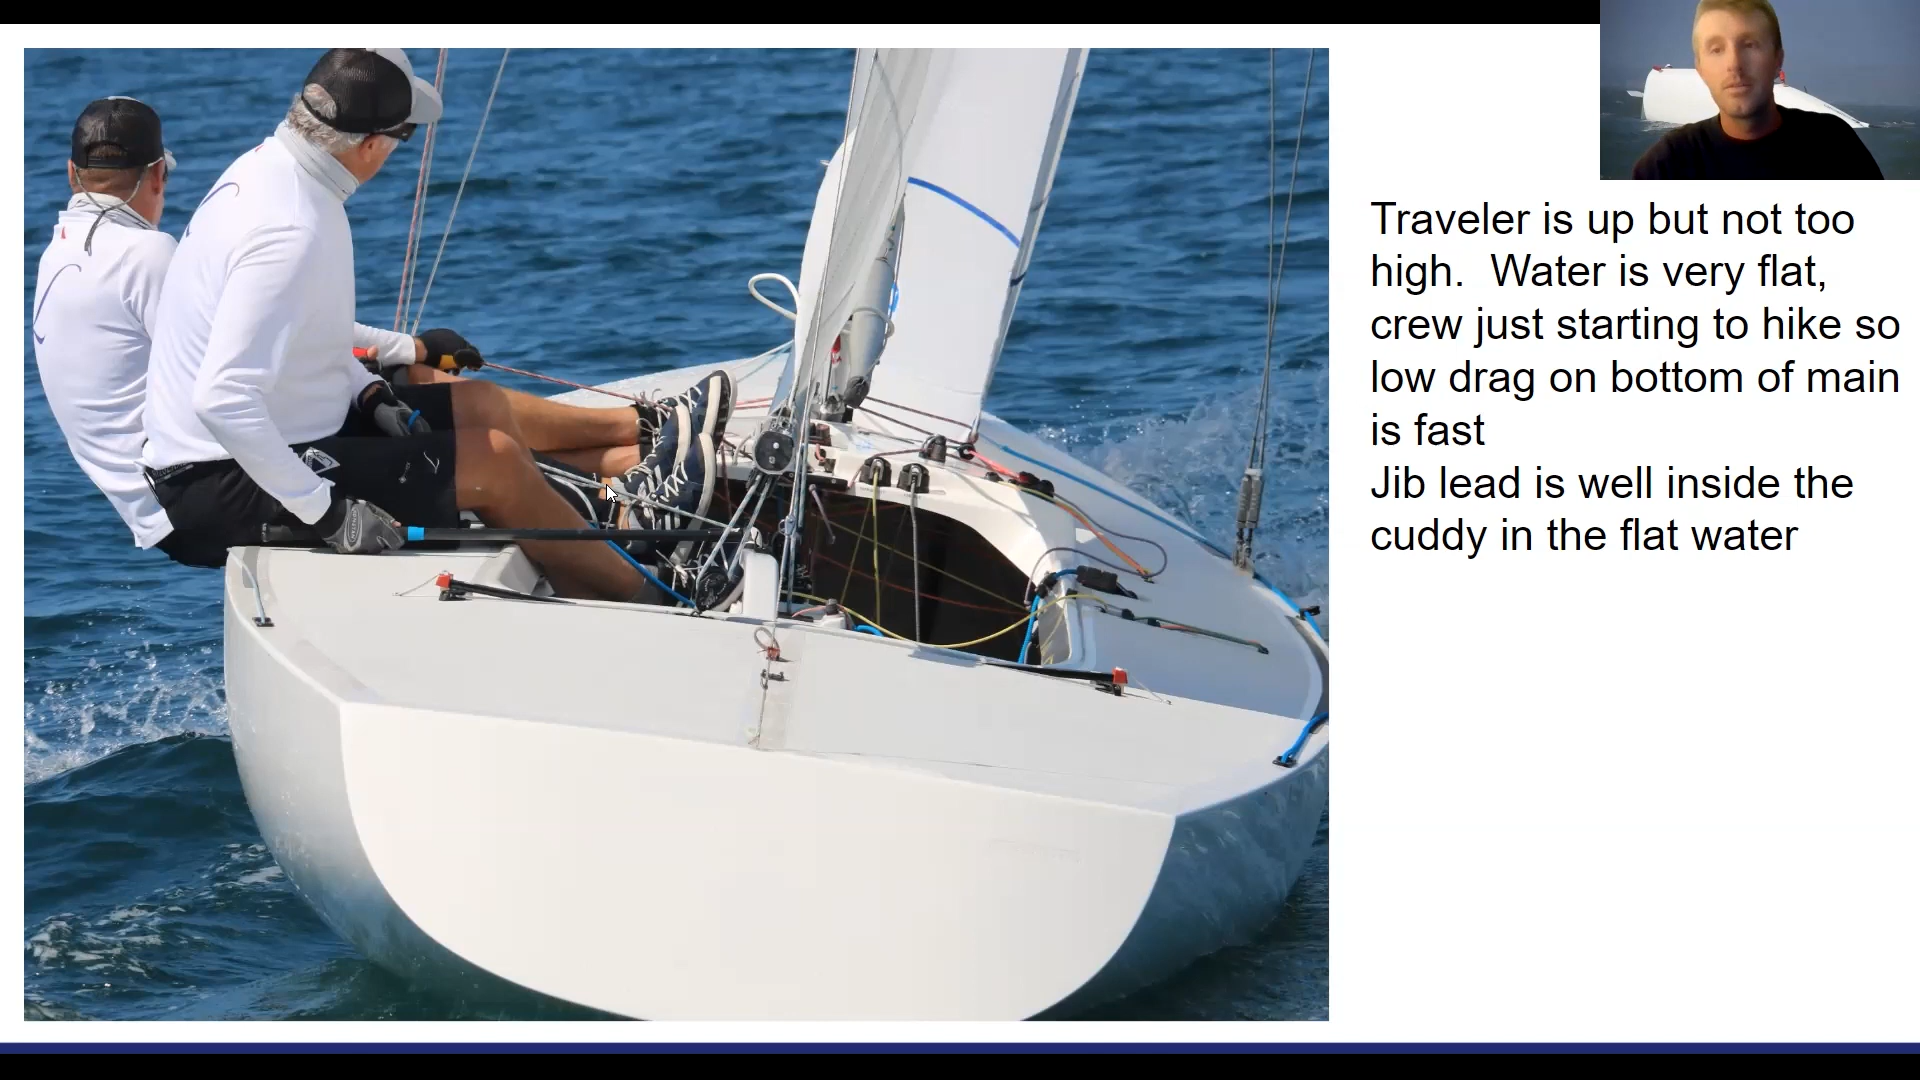 Traveler is up but not too
high.  Water is very flat,
crew just starting to hike so
low drag on bottom of main
is fast
Jib lead is well inside the
cuddy in the flat water